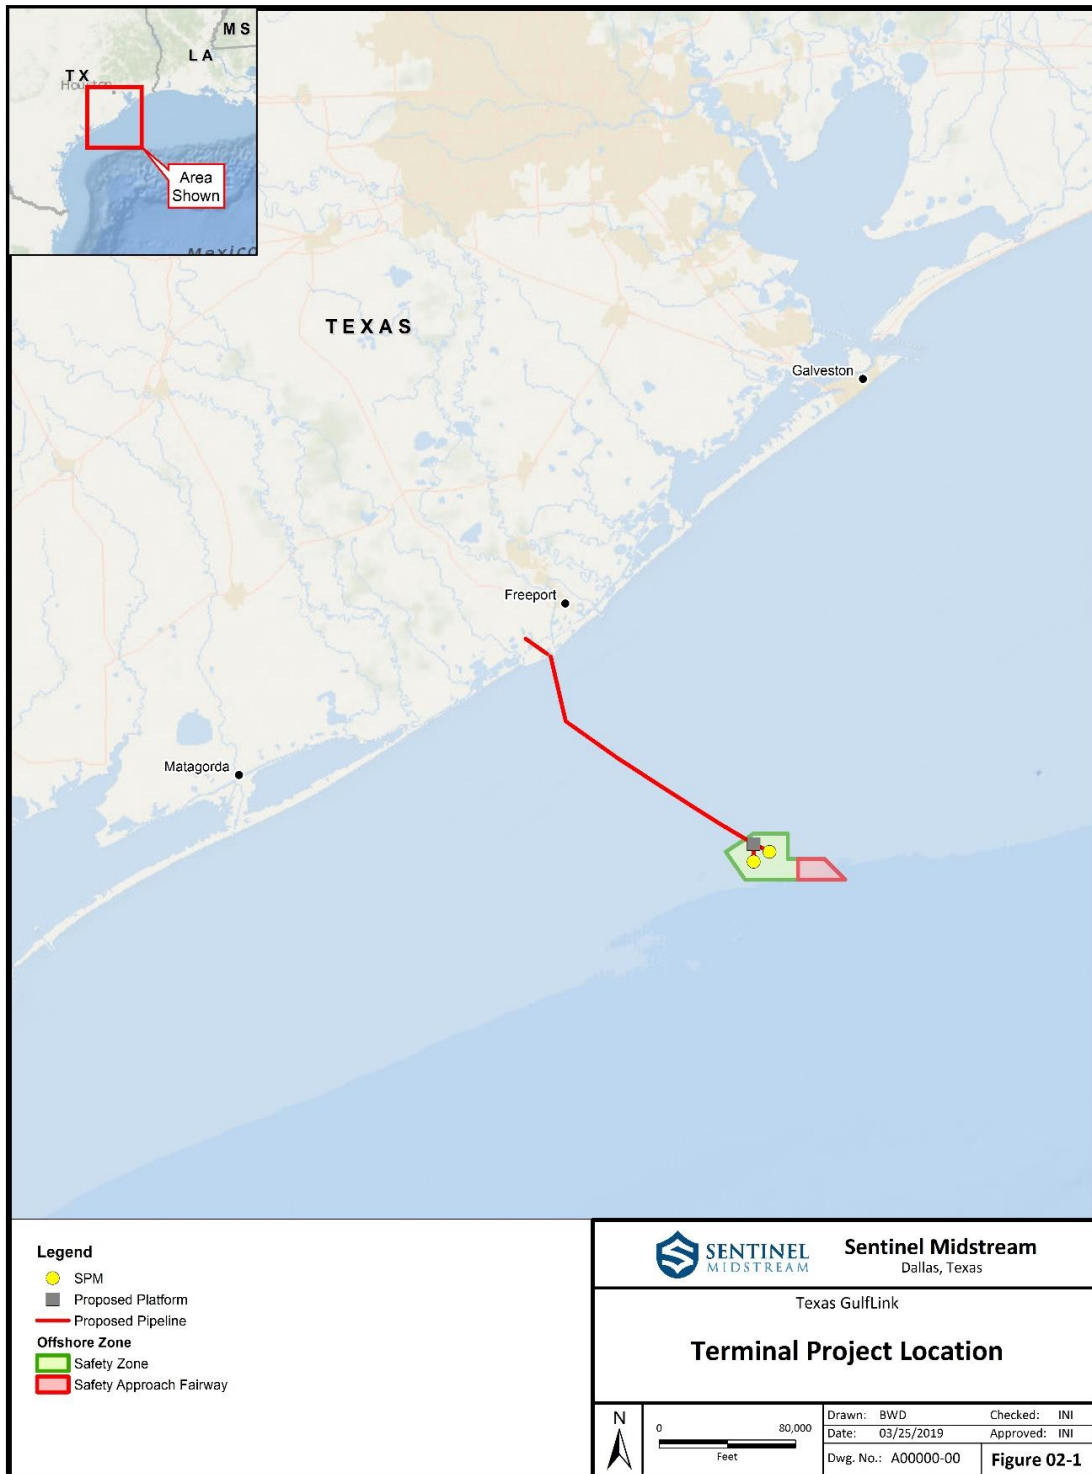 MS
LA
TX
Houston
Area
Shown
Mexico
TEXAS
Galveston
Freeport
Matagorda
Legend
SPM
Proposed Platform
Proposed Pipeline
Offshore Zone
Safety Zone
Safety Approach Fairway
SENTINEL
MIDSTREAM
Sentinel Midstream
Dallas, Texas
Texas GulfLink
Terminal Project Location
N
0 80,000
Feet
Drawn: BWD Checked: INI
Date: 03/25/2019 Approved: INI
Dwg. No.: A00000-00 Figure 02-1